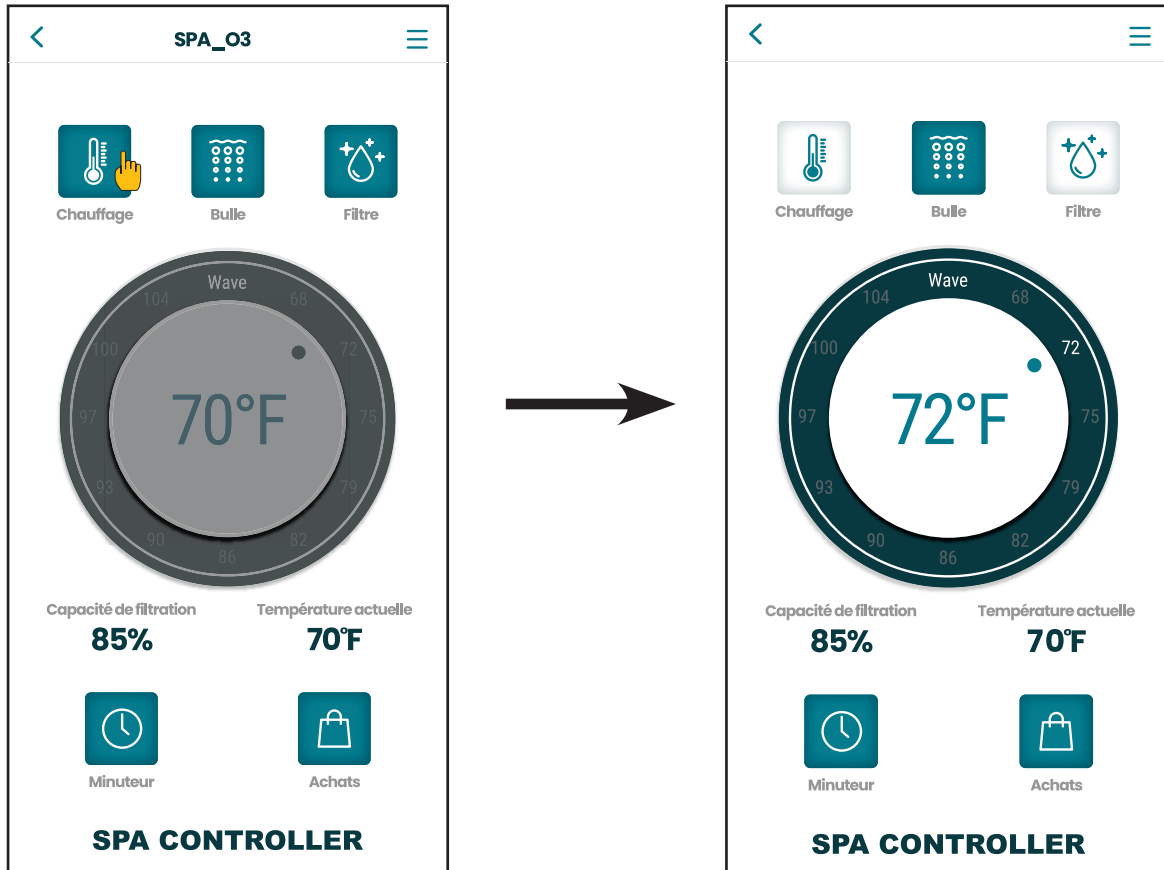 SPA_O3
Chauffage
Bulle
Filtre
Wave
68
72
75
79
82
86
90
93
97
100
104
70°F
Capacité de filtration
85%
Température actuelle
70°F
Minuteur
Achats
SPA CONTROLLER
Chauffage
Bulle
Filtre
Wave
68
72
75
79
82
86
90
93
97
100
104
72°F
Capacité de filtration
85%
Température actuelle
70°F
Minuteur
Achats
SPA CONTROLLER